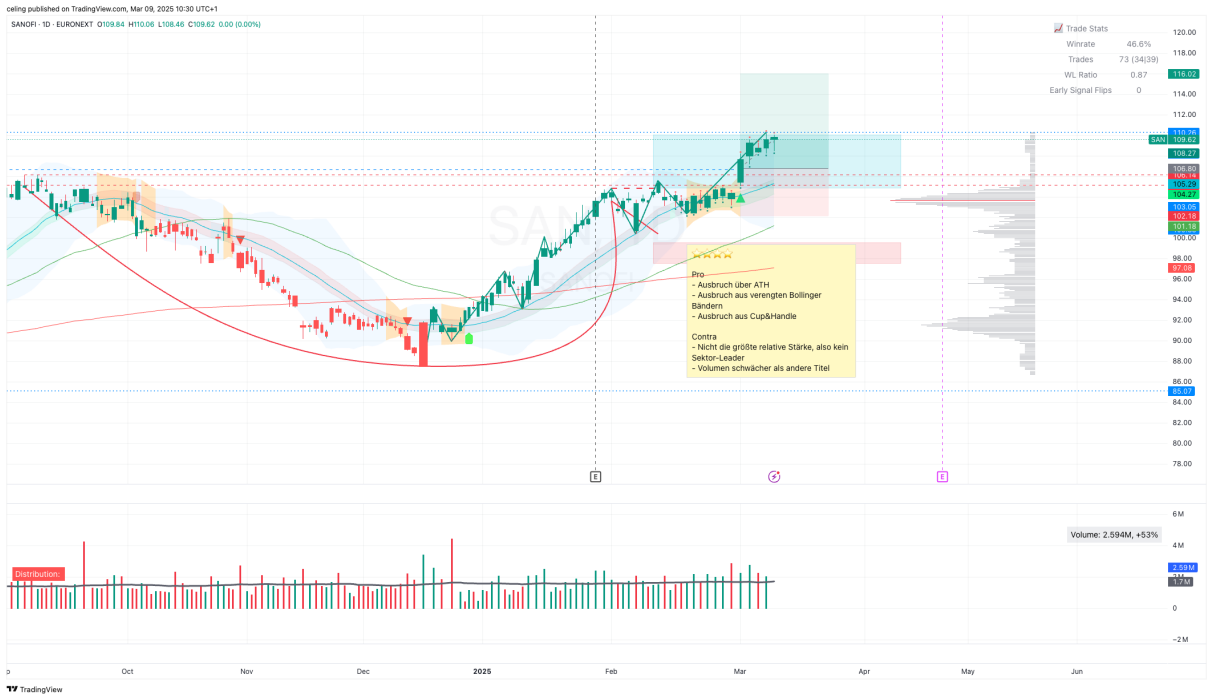 celing published on TradingView.com, Mar 09, 2025 10:30 UTC+1
SANOFI · 1D · EURONEXT O109.84 H110.06 L108.46 C109.62 0.00 (0.00%)
Trade Stats
Winrate 46.6%
Trades 73 (34|39)
WL Ratio 0.87
Early Signal Flips 0
120.00
118.00
116.02
114.00
112.00
110.26
SAN 109.62
108.27
106.80
106.14
105.29
104.27
103.05
102.18
101.18
100.00
98.00
97.08
96.00
94.00
92.00
90.00
88.00
86.00
85.07
84.00
82.00
80.00
78.00
Pro
- Ausbruch über ATH
- Ausbruch aus verengten Bollinger
Bändern
- Ausbruch aus Cup&Handle
Contra
- Nicht die größte relative Stärke, also kein
Sektor-Leader
- Volumen schwächer als andere Titel
E
E
6 M
Volume: 2.594M, +53%
4 M
2.59 M
Distribution:
1.7 M
0
−2 M
Oct Nov Dec 2025 Feb Mar Apr May Jun
TradingView